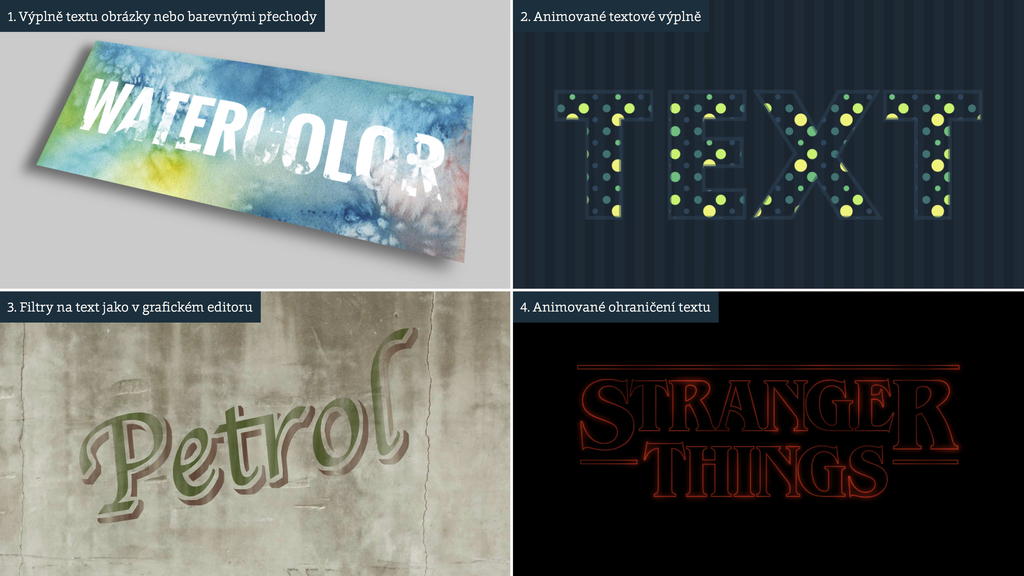 1. Výplně textu obrázky nebo barevnými přechody
WATERCOLOR
2. Animované textové výplně
TEXT
3. Filtry na text jako v grafickém editoru
Petrol
4. Animované ohraničení textu
STRANGER
THINGS